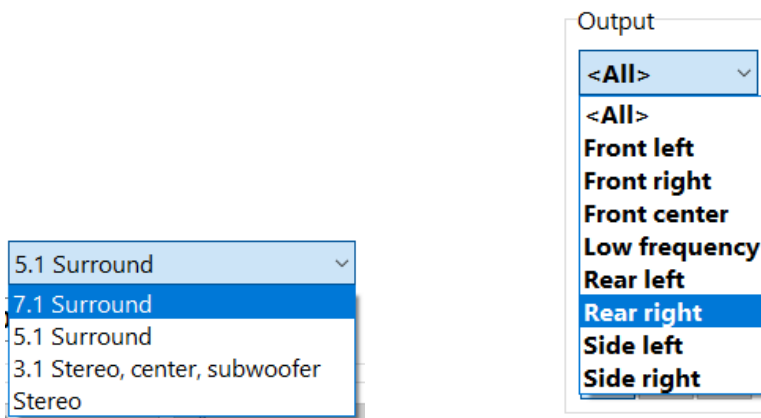 5.1 Surround
7.1 Surround
5.1 Surround
3.1 Stereo, center, subwoofer
Stereo
Output
<All>
<All>
Front left
Front right
Front center
Low frequency
Rear left
Rear right
Side left
Side right